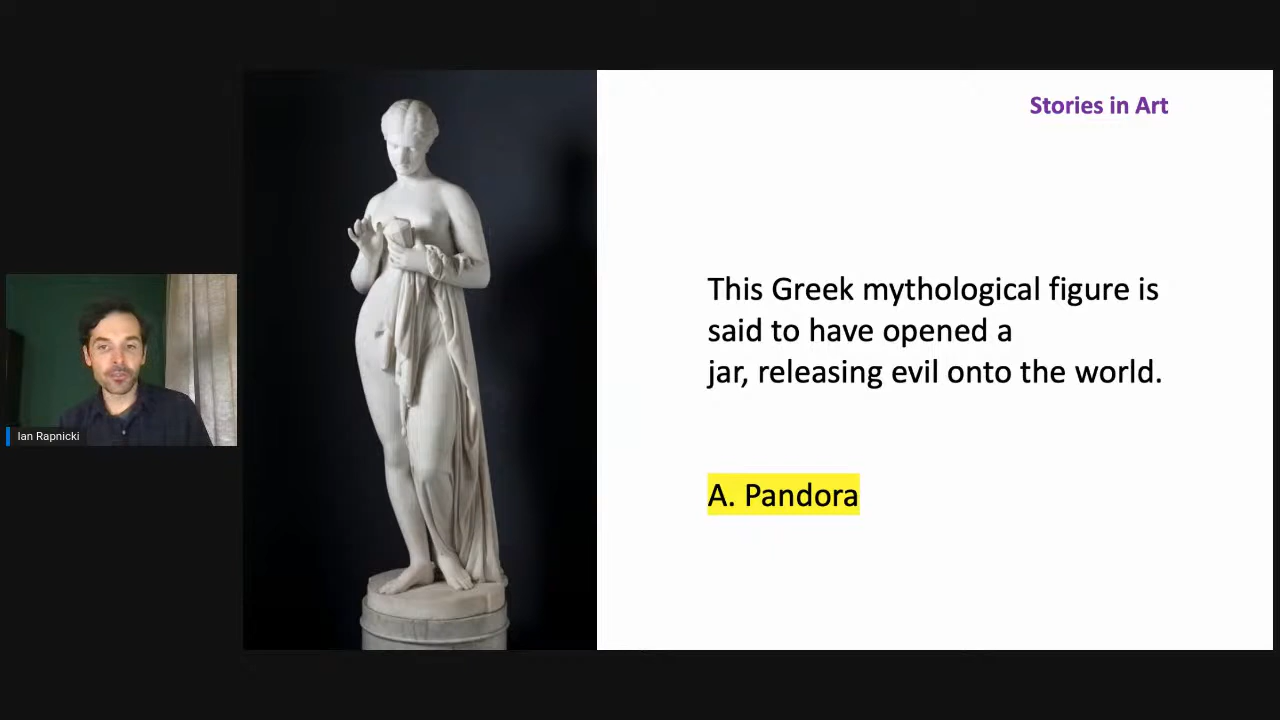 Stories in Art
This Greek mythological figure is
said to have opened a
jar, releasing evil onto the world.
Ian Rapnicki
A. Pandora